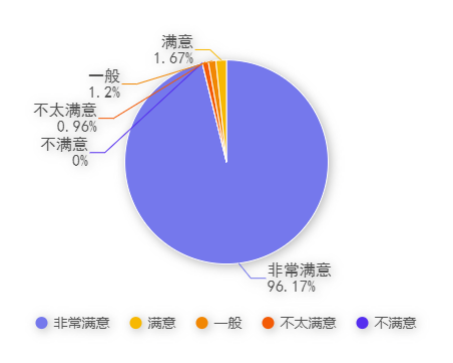 满意
1.67%
一般
1.2%
不太满意
0.96%
不满意
0%
非常满意
96.17%
非常满意 满意 一般 不太满意 不满意